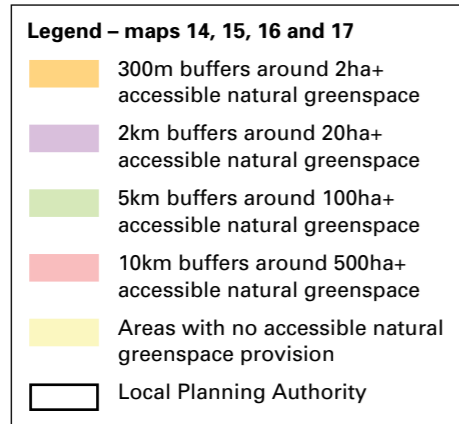 Legend – maps 14, 15, 16 and 17
300m buffers around 2ha+
accessible natural greenspace
2km buffers around 20ha+
accessible natural greenspace
5km buffers around 100ha+
accessible natural greenspace
10km buffers around 500ha+
accessible natural greenspace
Areas with no accessible natural
greenspace provision
Local Planning Authority